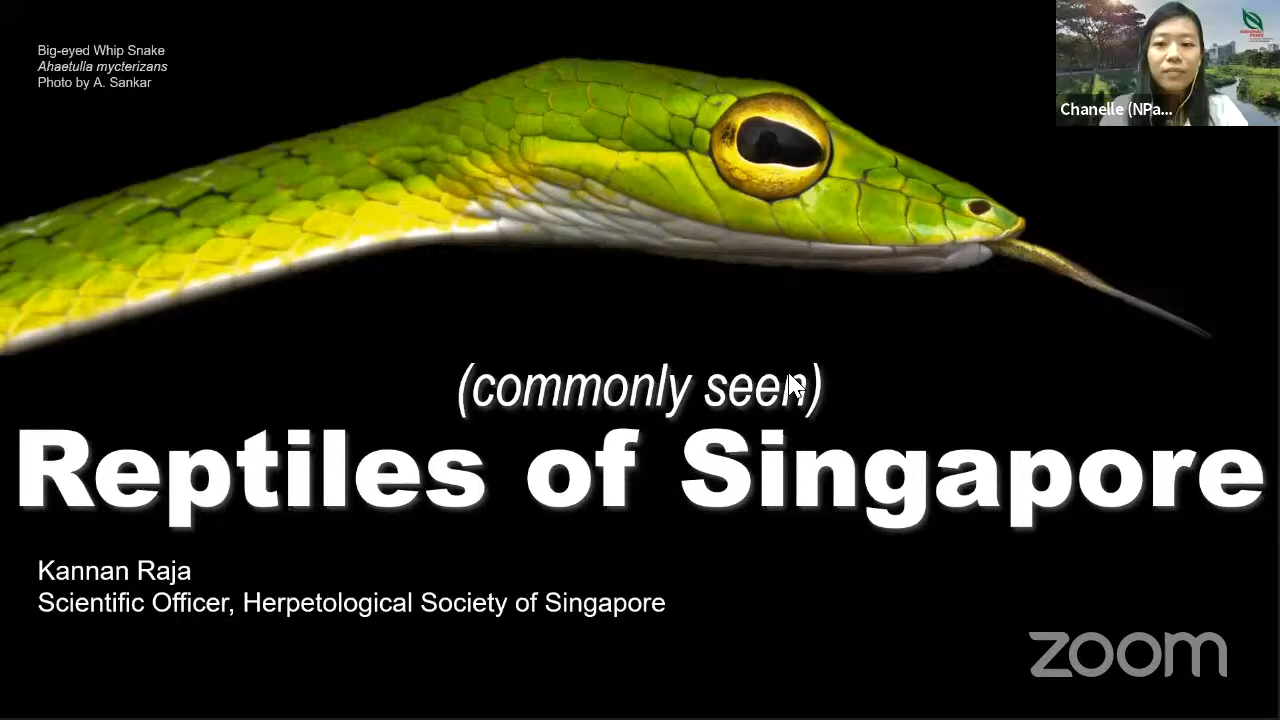 Big-eyed Whip Snake
Ahaetulla mycterizans
Photo by A. Sankar
Chanelle (NPa...
(commonly seen)
Reptiles of Singapore
Kannan Raja
Scientific Officer, Herpetological Society of Singapore
zoom